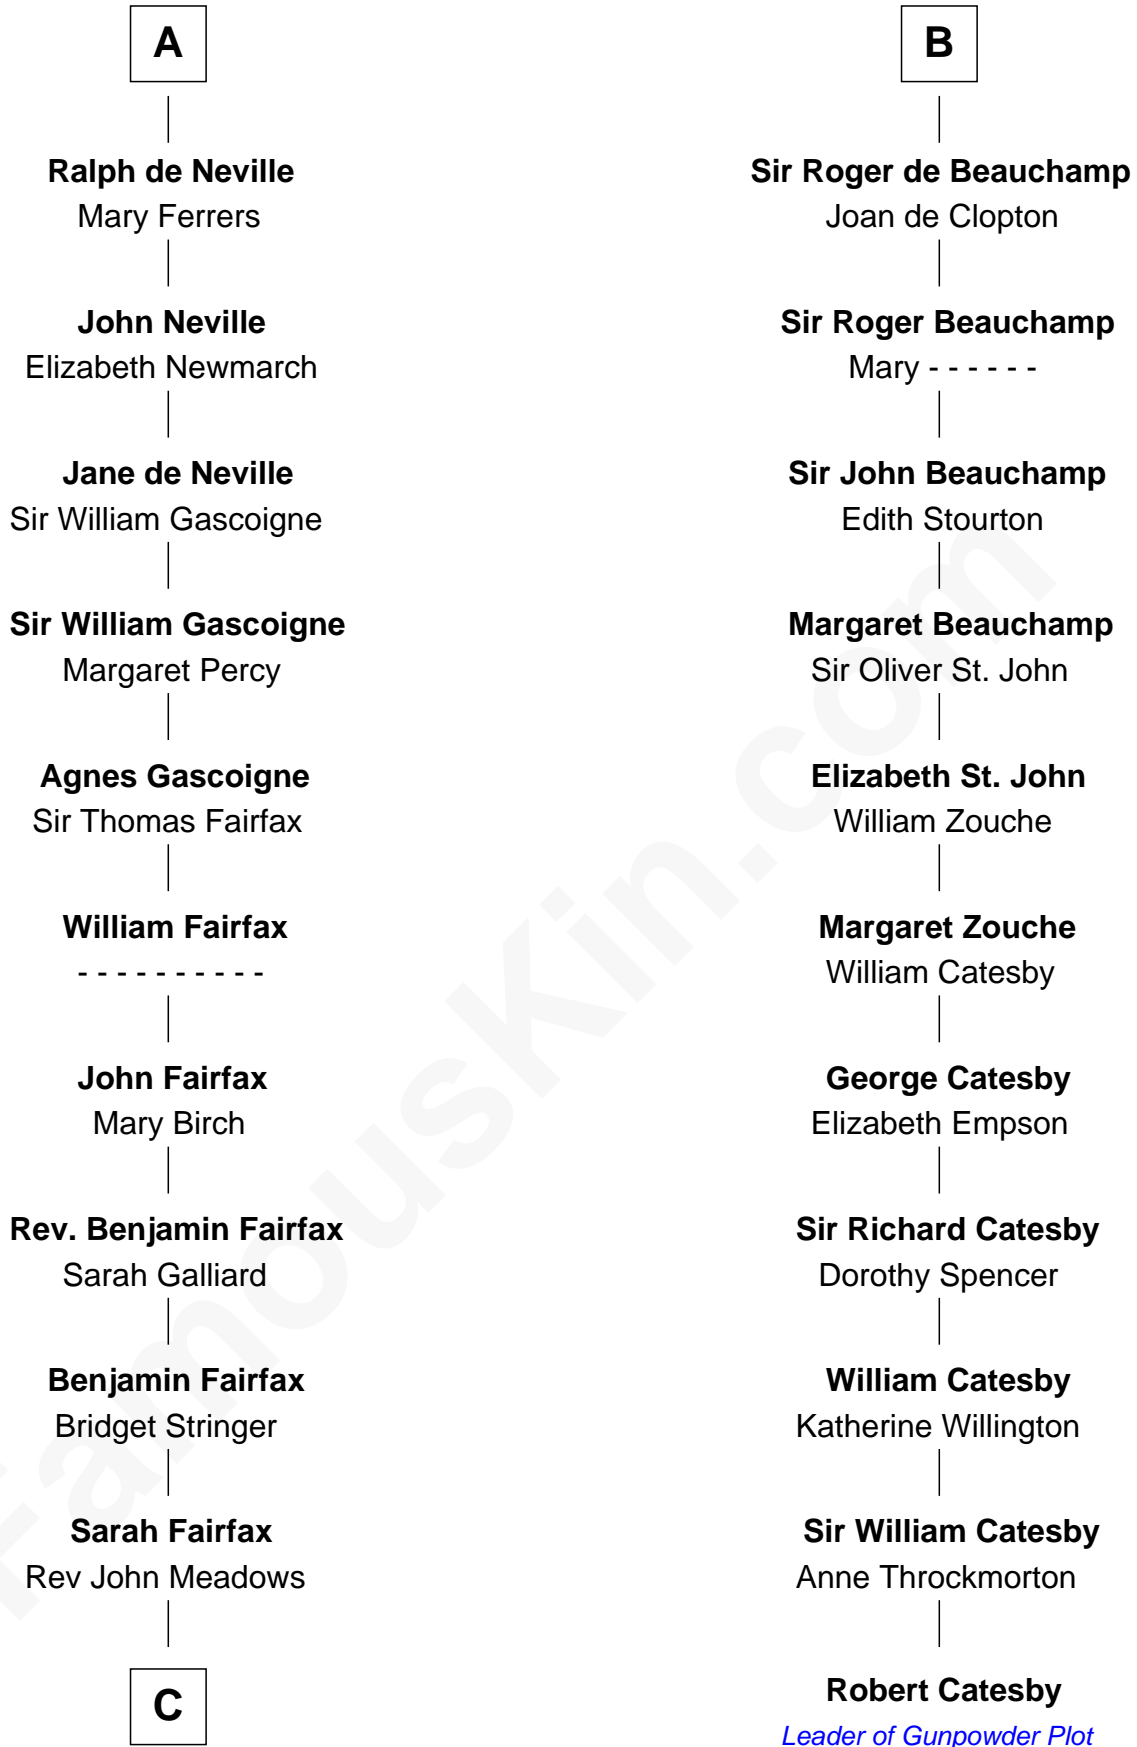 A
Ralph de Neville
Mary Ferrers
John Neville
Elizabeth Newmarch
Jane de Neville
Sir William Gascoigne
Sir William Gascoigne
Margaret Percy
Agnes Gascoigne
Sir Thomas Fairfax
William Fairfax
- - - - - - - - - -
John Fairfax
Mary Birch
Rev. Benjamin Fairfax
Sarah Galliard
Benjamin Fairfax
Bridget Stringer
Sarah Fairfax
Rev John Meadows
C
B
Sir Roger de Beauchamp
Joan de Clopton
Sir Roger Beauchamp
Mary - - - - - -
Sir John Beauchamp
Edith Stourton
Margaret Beauchamp
Sir Oliver St. John
Elizabeth St. John
William Zouche
Margaret Zouche
William Catesby
George Catesby
Elizabeth Empson
Sir Richard Catesby
Dorothy Spencer
William Catesby
Katherine Willington
Sir William Catesby
Anne Throckmorton
Robert Catesby
Leader of Gunpowder Plot
FamousKin.com